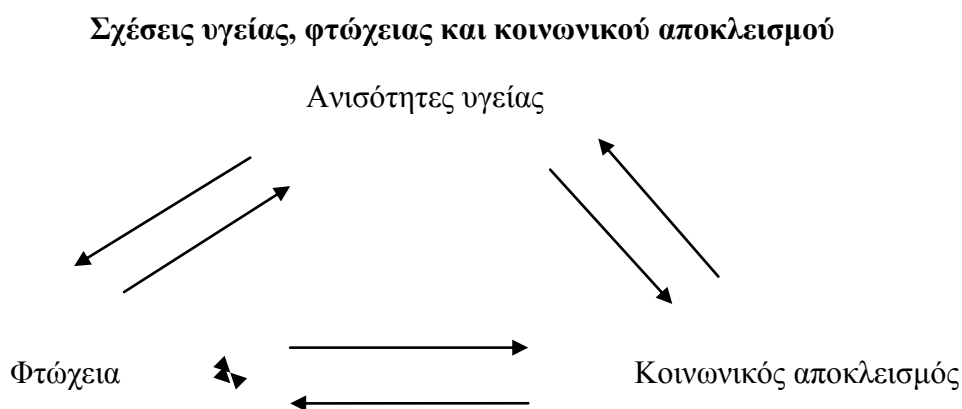 Σχέσεις υγείας, φτώχειας και κοινωνικού αποκλεισμού
Ανισότητες υγείας
Φτώχεια
Κοινωνικός αποκλεισμός